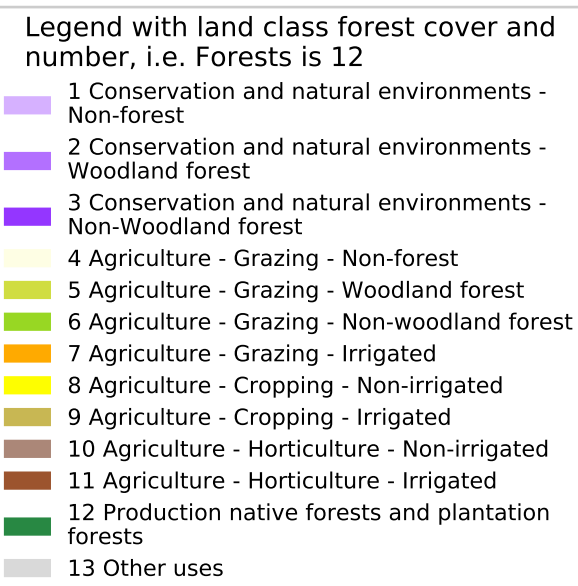 Legend with land class forest cover and
number, i.e. Forests is 12
1 Conservation and natural environments -
Non-forest
2 Conservation and natural environments -
Woodland forest
3 Conservation and natural environments -
Non-Woodland forest
4 Agriculture - Grazing - Non-forest
5 Agriculture - Grazing - Woodland forest
6 Agriculture - Grazing - Non-woodland forest
7 Agriculture - Grazing - Irrigated
8 Agriculture - Cropping - Non-irrigated
9 Agriculture - Cropping - Irrigated
10 Agriculture - Horticulture - Non-irrigated
11 Agriculture - Horticulture - Irrigated
12 Production native forests and plantation
forests
13 Other uses